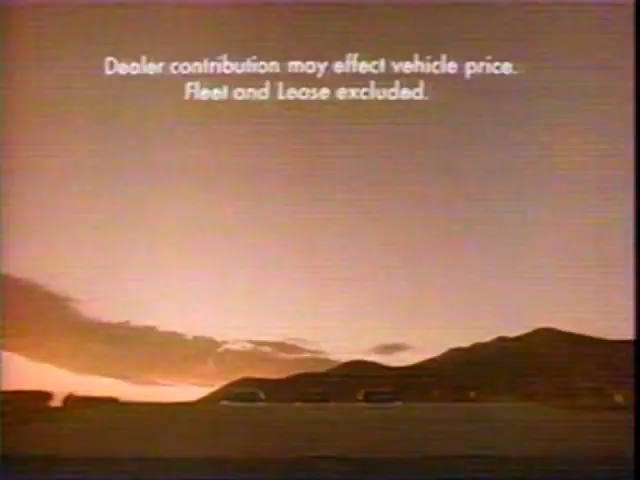 Dealer contribution may effect vehicle price.
Fleet and Lease excluded.